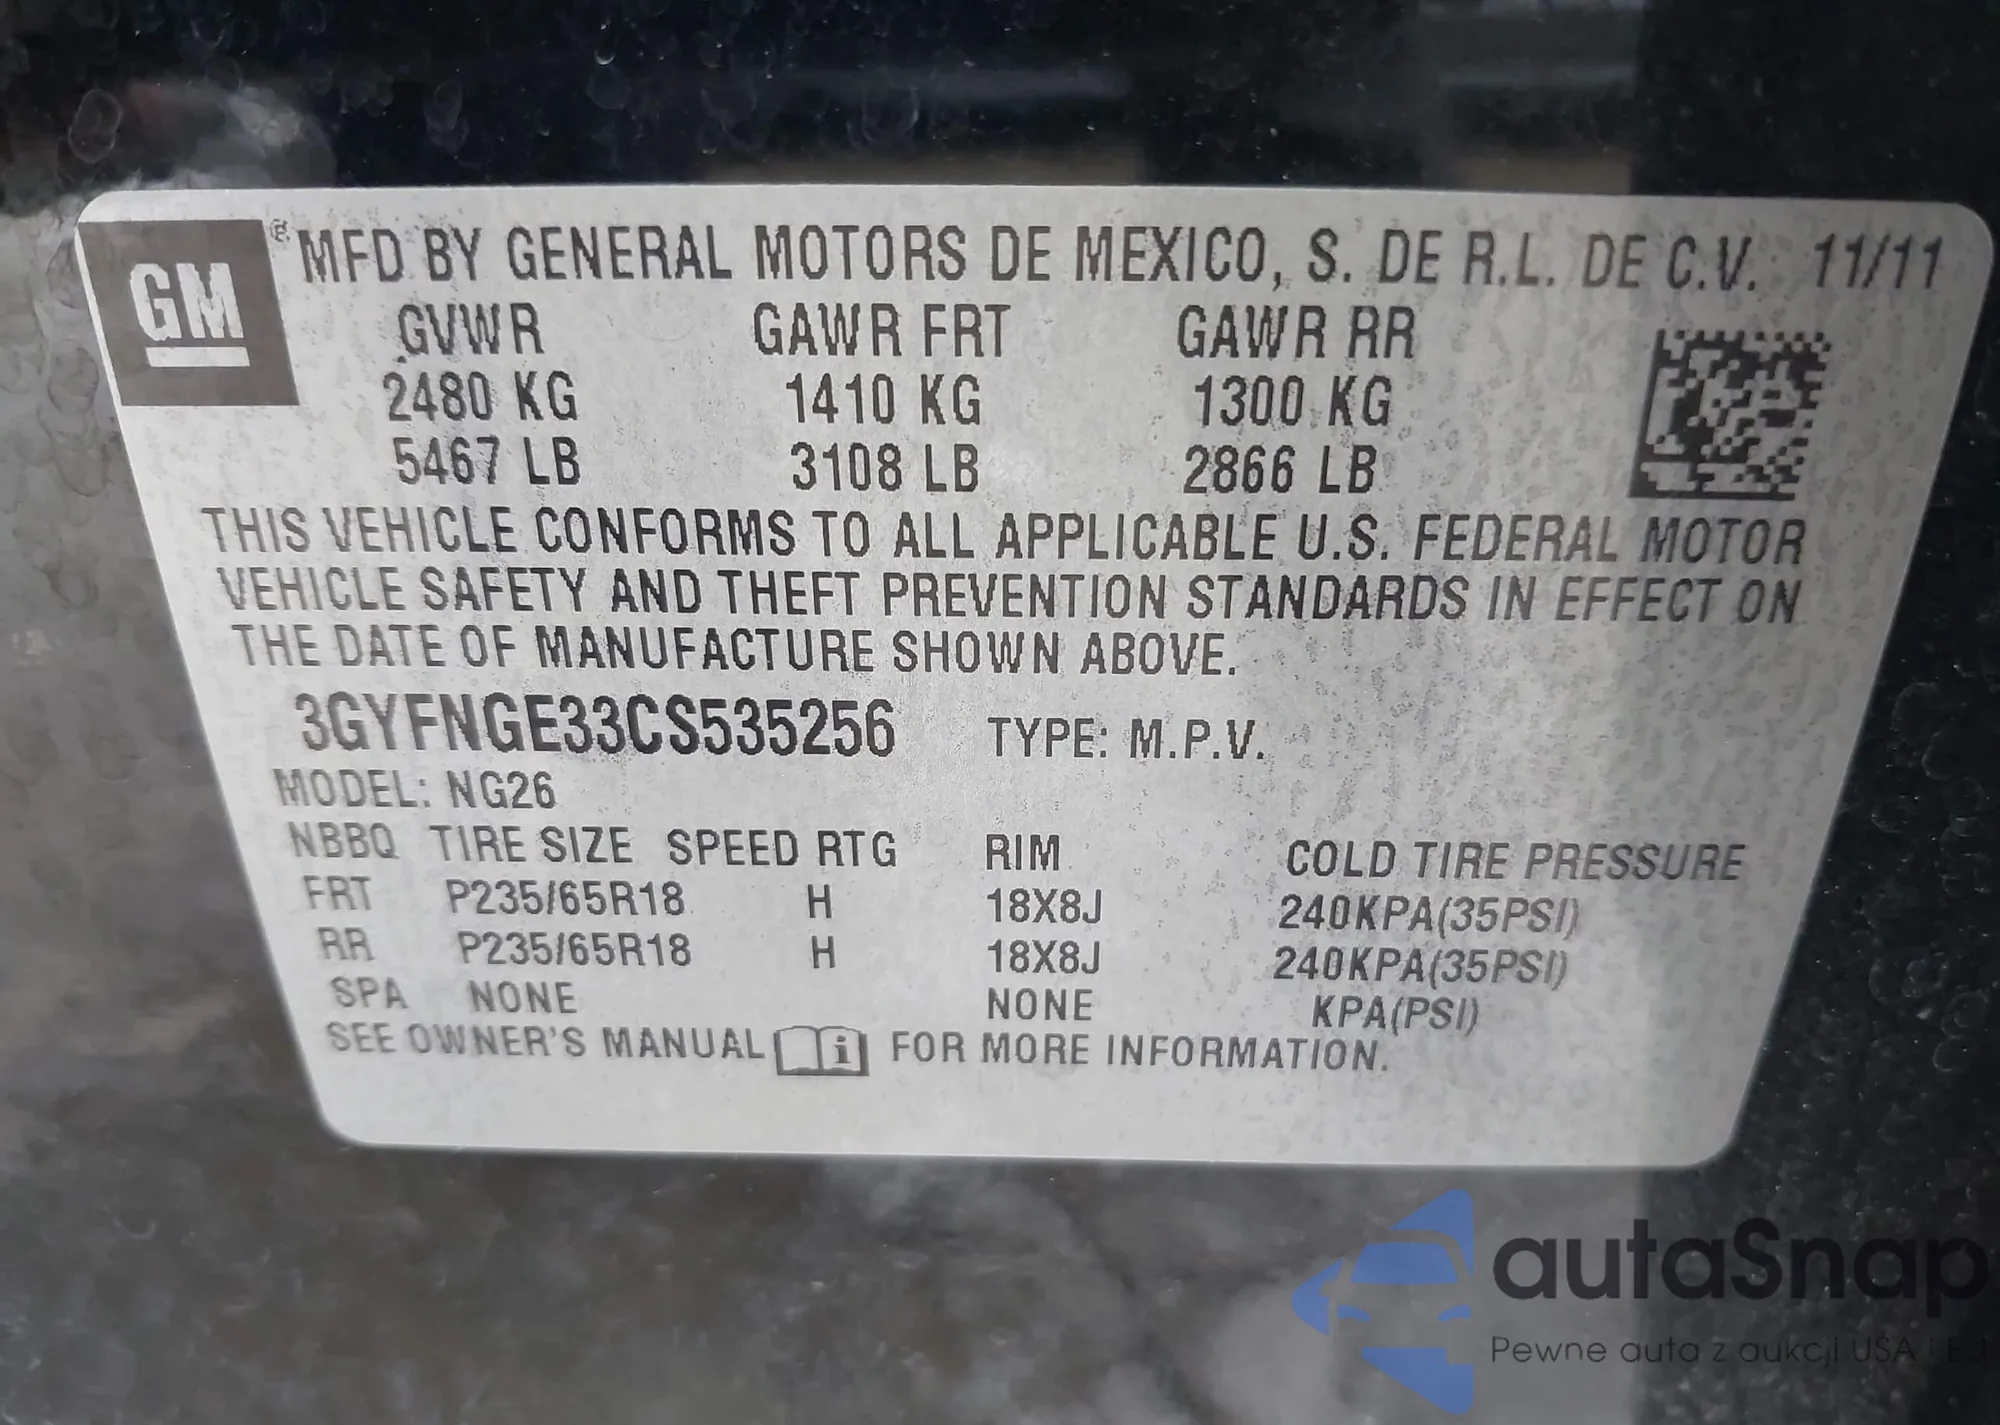 GM
® MFD BY GENERAL MOTORS DE MEXICO, S. DE R.L. DE C.V. 11/11
GVWR GAWR FRT GAWR RR
2480 KG 1410 KG 1300 KG
5467 LB 3108 LB 2866 LB
THIS VEHICLE CONFORMS TO ALL APPLICABLE U.S. FEDERAL MOTOR
VEHICLE SAFETY AND THEFT PREVENTION STANDARDS IN EFFECT ON
THE DATE OF MANUFACTURE SHOWN ABOVE.
3GYFNGE33CS535256 TYPE: M.P.V.
MODEL: NG26
NBBQ TIRE SIZE SPEED RTG RIM COLD TIRE PRESSURE
FRT P235/65R18 H 18X8J 240KPA(35PSI)
RR P235/65R18 H 18X8J 240KPA(35PSI)
SPA NONE NONE KPA(PSI)
SEE OWNER'S MANUAL i FOR MORE INFORMATION.
autaSnap
Pewne auta z aukcji USA i EU